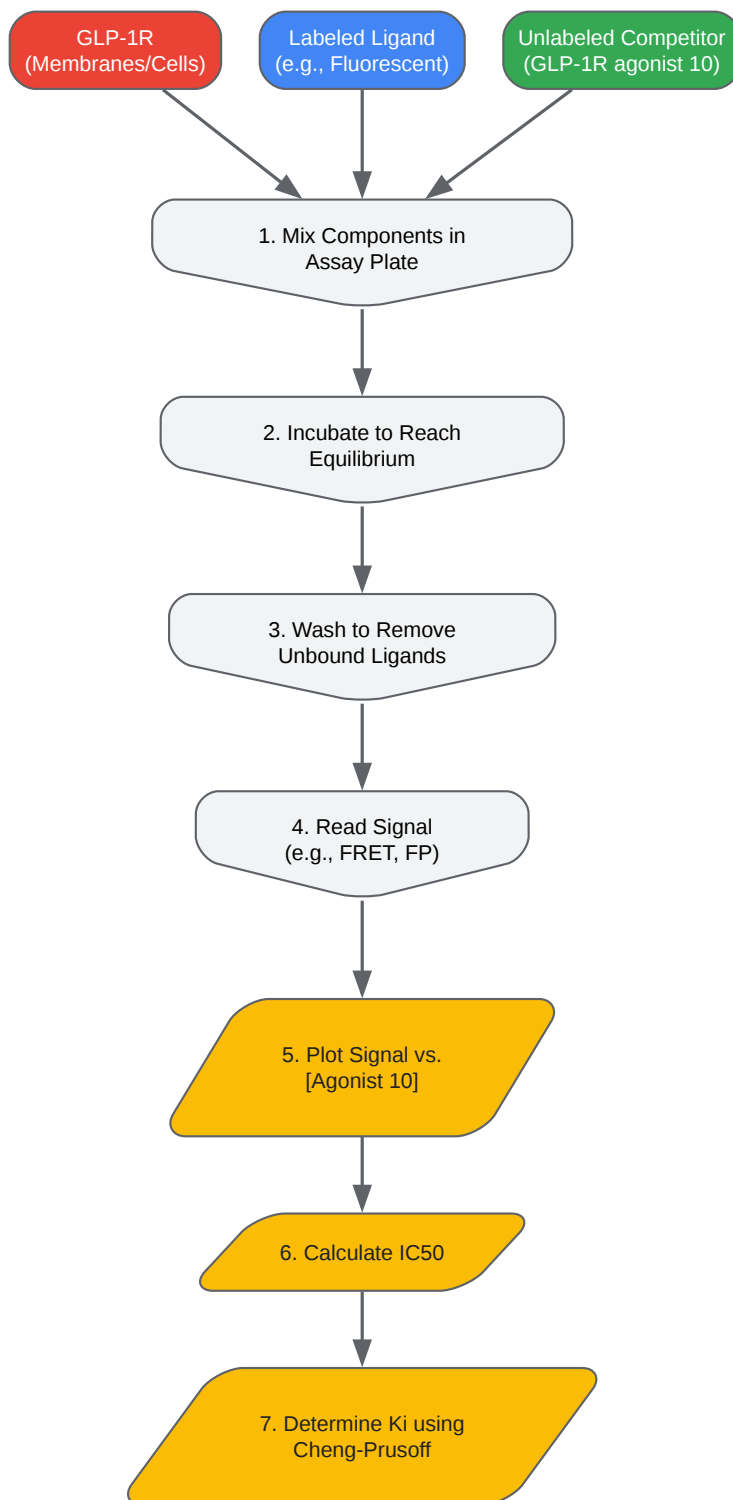 GLP-1R
(Membranes/Cells)
Labeled Ligand
(e.g., Fluorescent)
Unlabeled Competitor
(GLP-1R agonist 10)
1. Mix Components in
Assay Plate
2. Incubate to Reach
Equilibrium
3. Wash to Remove
Unbound Ligands
4. Read Signal
(e.g., FRET, FP)
5. Plot Signal vs.
[Agonist 10]
6. Calculate IC50
7. Determine Ki using
Cheng-Prusoff